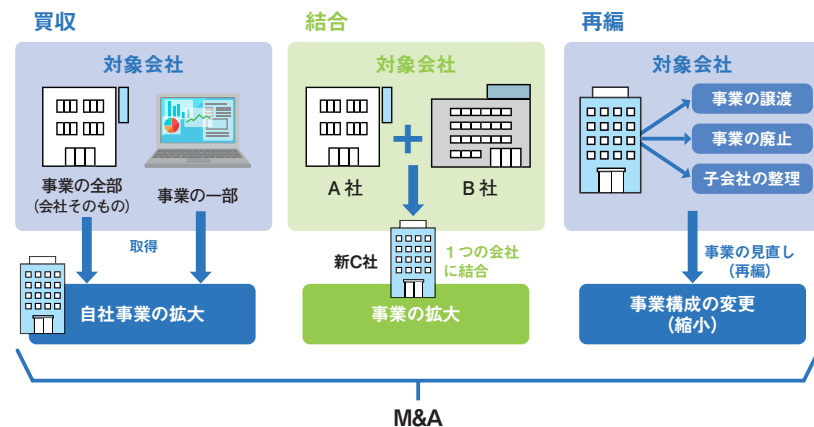 買収
対象会社
事業の全部
(会社そのもの)
事業の一部
取得
自社事業の拡大
結合
対象会社
A 社
B 社
新C社
1つの会社
に結合
事業の拡大
再編
対象会社
事業の譲渡
事業の廃止
子会社の整理
事業の見直し
(再編)
事業構成の変更
(縮小)
M&A